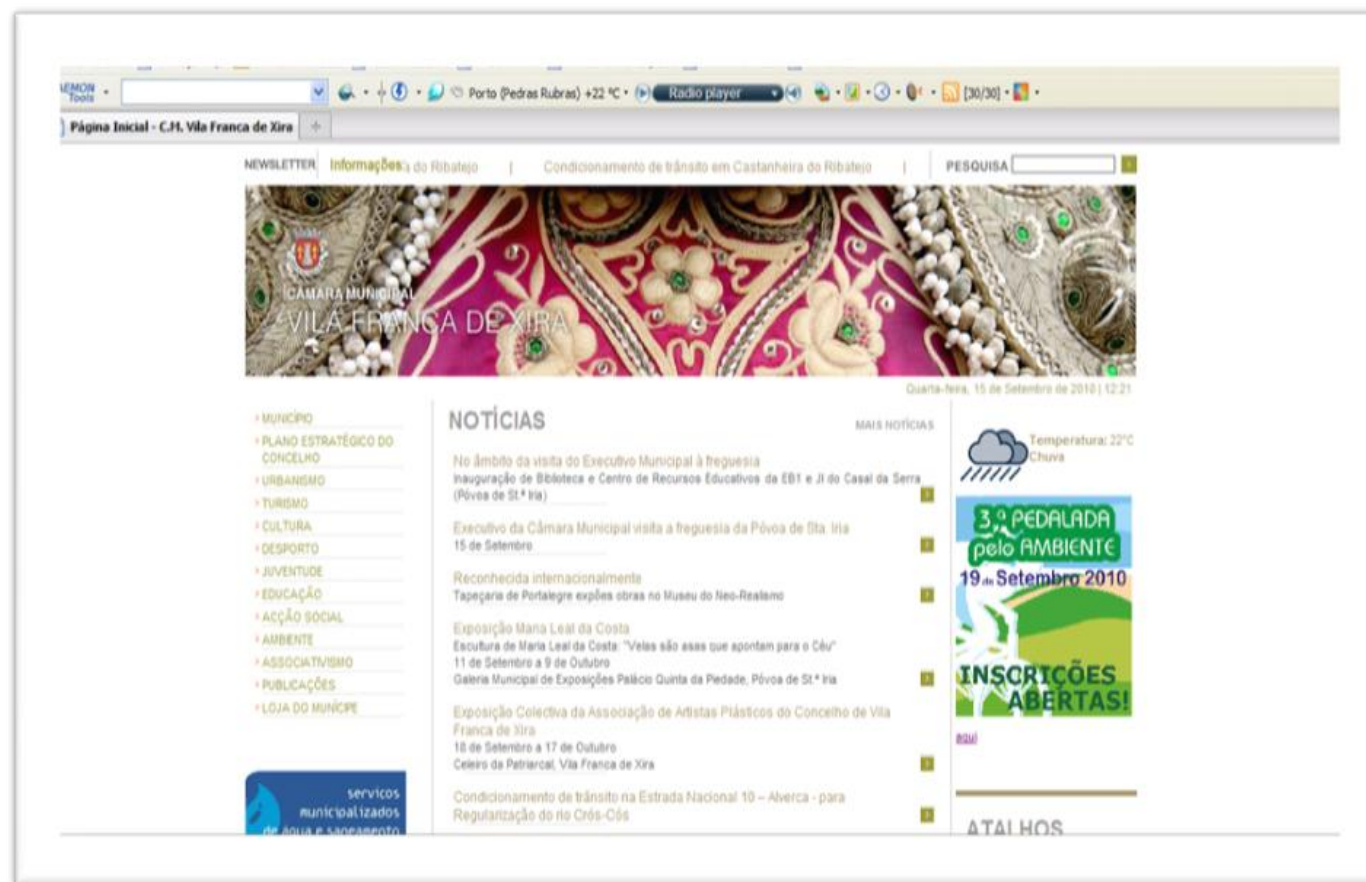 AEMON Tools
Porto (Pedras Rubras) +22 ºC
Radio player
[30/30]
Página Inicial - C.M. Vila Franca de Xira
NEWSLETTER
Informações
do Ribatejo | Condicionamento de trânsito em Castanheira do Ribatejo |
PESQUISA
CÂMARA MUNICIPAL
VILA FRANCA DE XIRA
Quarta-feira, 15 de Setembro de 2010 | 12:21
MUNICÍPIO
PLANO ESTRATÉGICO DO
CONCELHO
URBANISMO
TURISMO
CULTURA
DESPORTO
JUVENTUDE
EDUCAÇÃO
ACÇÃO SOCIAL
AMBIENTE
ASSOCIATIVISMO
PUBLICAÇÕES
LOJA DO MUNÍCIPE
serviços
municipalizados
de água e saneamento
NOTÍCIAS
MAIS NOTÍCIAS
No âmbito da visita do Executivo Municipal à freguesia
Inauguração de Biblioteca e Centro de Recursos Educativos da EB1 e JI do Casal da Serra
(Póvoa de St.ª Iria)
Executivo da Câmara Municipal visita a freguesia da Póvoa de Sta. Iria
15 de Setembro
Reconhecida internacionalmente
Tapeçaria de Portalegre expões obras no Museu do Neo-Realismo
Exposição Maria Leal da Costa
Escultura de Maria Leal da Costa: "Velas são asas que apontam para o Céu"
11 de Setembro a 9 de Outubro
Galeria Municipal de Exposições Palácio Quinta da Piedade, Póvoa de St.ª Iria
Exposição Colectiva da Associação de Artistas Plásticos do Concelho de Vila
Franca de Xira
18 de Setembro a 17 de Outubro
Celeiro da Patriarcal, Vila Franca de Xira
Condicionamento de trânsito na Estrada Nacional 10 – Alverca - para
Regularização do rio Crós-Cós
Temperatura: 22°C
Chuva
3.ª PEDALADA
pelo AMBIENTE
19 de Setembro 2010
INSCRIÇÕES
ABERTAS!
aqui
ATALHOS